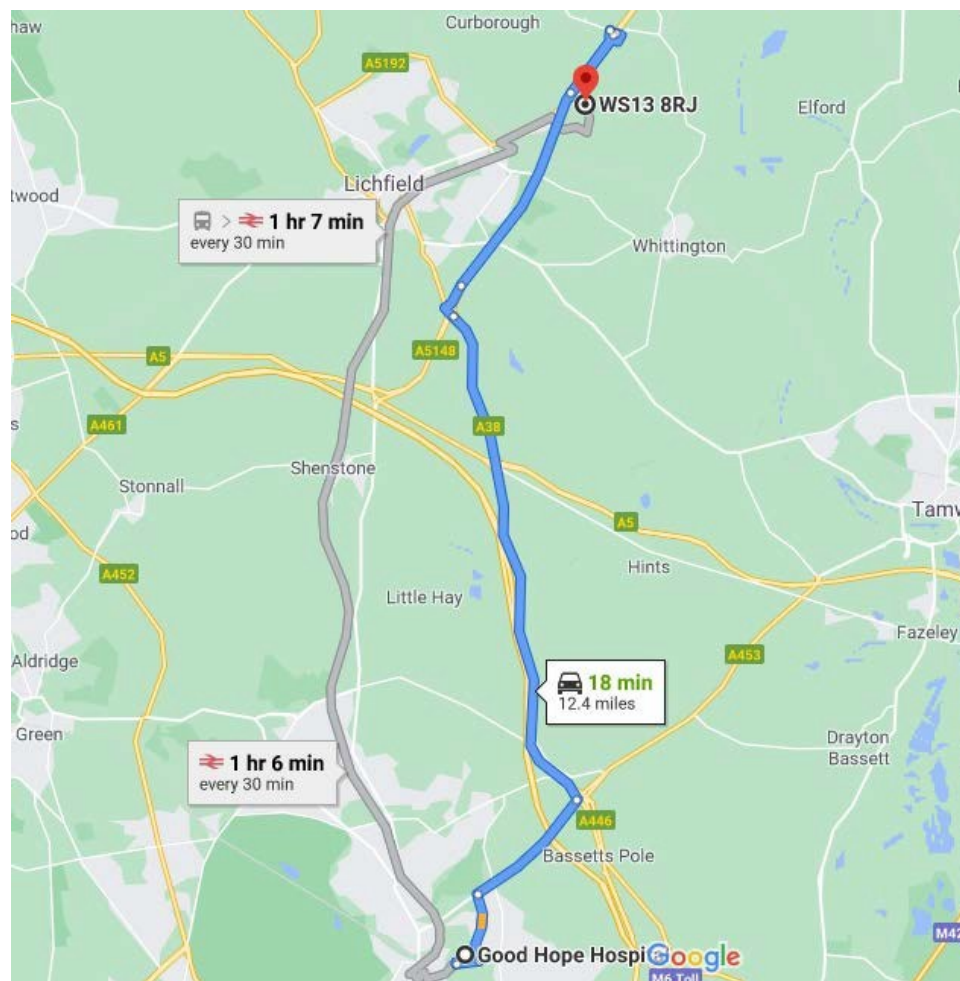 haw
Curborough
A5192
WS13 8RJ
Elford
twood
Lichfield
> 1 hr 7 min
every 30 min
Whittington
A5148
A5
A461
A38
s
Shenstone
Stonnall
Tamw
A5
od
Hints
A452
Little Hay
Fazeley
A453
Aldridge
18 min
12.4 miles
Green
Drayton
Bassett
1 hr 6 min
every 30 min
A446
Bassetts Pole
M42
Good Hope Hospi
Google
M6 Toll